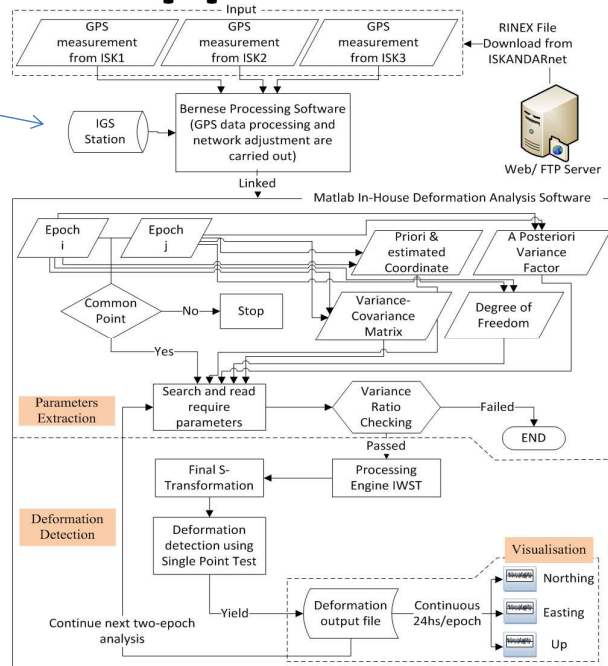 Input
GPS
measurement
from ISK1
GPS
measurement
from ISK2
GPS
measurement
from ISK3
RINEX File
Download from
ISKANDARnet
Web/ FTP Server
IGS
Station
Bernese Processing Software
(GPS data processing and
network adjustment are
carried out)
Linked
Matlab In-House Deformation Analysis Software
Epoch
i
Epoch
j
Priori &
estimated
Coordinate
A Posteriori
Variance
Factor
Common
Point
No
Stop
Variance-
Covariance
Matrix
Degree of
Freedom
Yes
Parameters
Extraction
Search and read
require
parameters
Variance
Ratio
Checking
Failed
END
Passed
Final S-
Transformation
Processing
Engine IWST
Deformation
Detection
Deformation
detection using
Single Point Test
Visualisation
Yield
Deformation
output file
Continuous
24hs/epoch
Northing
Easting
Up
Continue next two-epoch
analysis